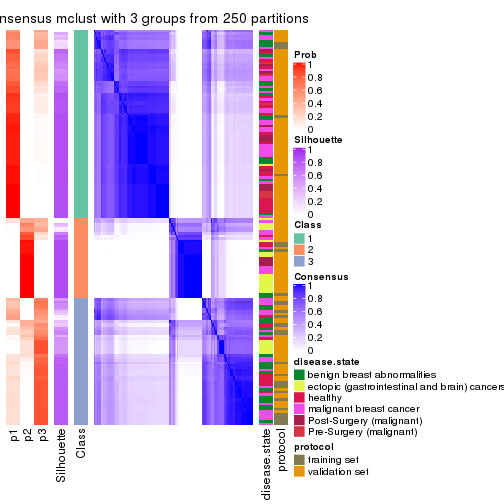 nsensus mclust with 3 groups from 250 partitions
Prob
1
0.8
0.6
0.4
0.2
0
Silhouette
1
0.8
0.6
0.4
0.2
0
Class
1
2
3
Consensus
1
0.8
0.6
0.4
0.2
0
disease.state
benign breast abnormalities
ectopic (gastrointestinal and brain) cancers
healthy
malignant breast cancer
Post-Surgery (malignant)
Pre-Surgery (malignant)
protocol
training set
validation set
p1
p2
p3
Silhouette
Class
disease.state
protocol